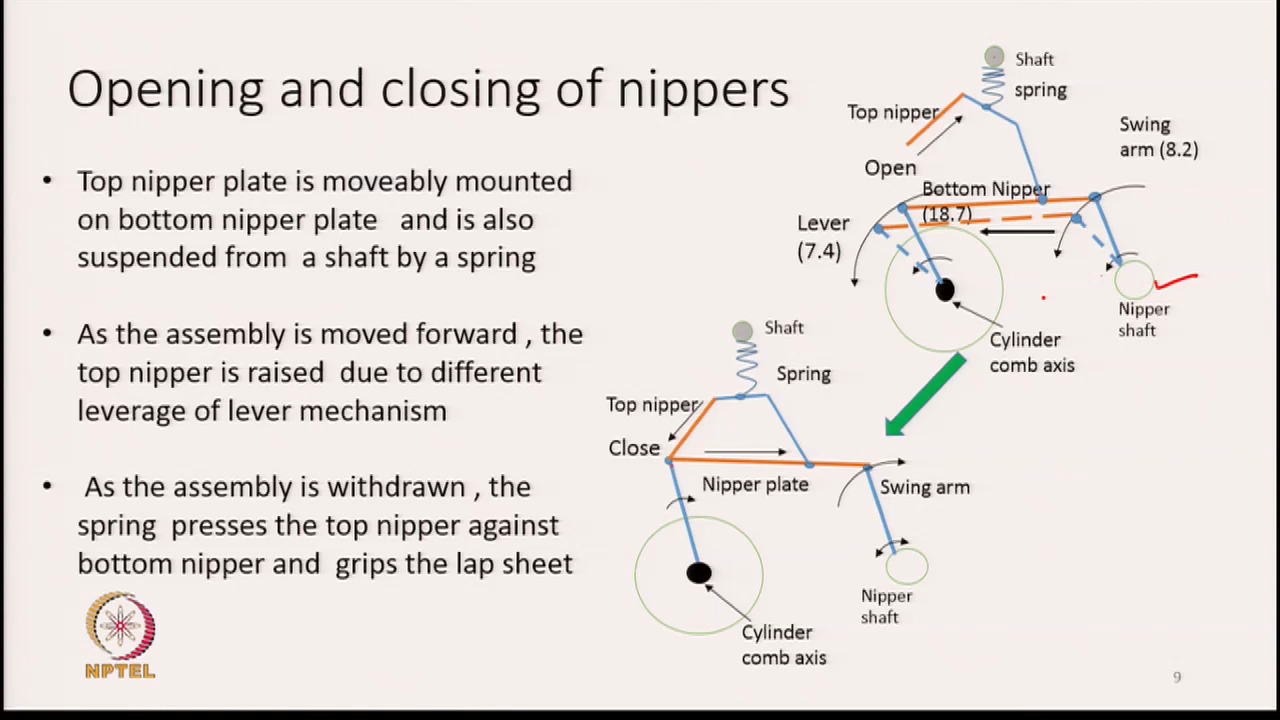 Opening and closing of nippers
• Top nipper plate is moveably mounted
on bottom nipper plate and is also
suspended from a shaft by a spring
• As the assembly is moved forward , the
top nipper is raised due to different
leverage of lever mechanism
• As the assembly is withdrawn , the
spring presses the top nipper against
bottom nipper and grips the lap sheet
NPTEL
Shaft
spring
Top nipper
Swing
arm (8.2)
Open
Bottom Nipper
(18.7)
Lever
(7.4)
Nipper
shaft
Cylinder
comb axis
Shaft
Spring
Top nipper
Close
Nipper plate
Swing arm
Nipper
shaft
Cylinder
comb axis
9